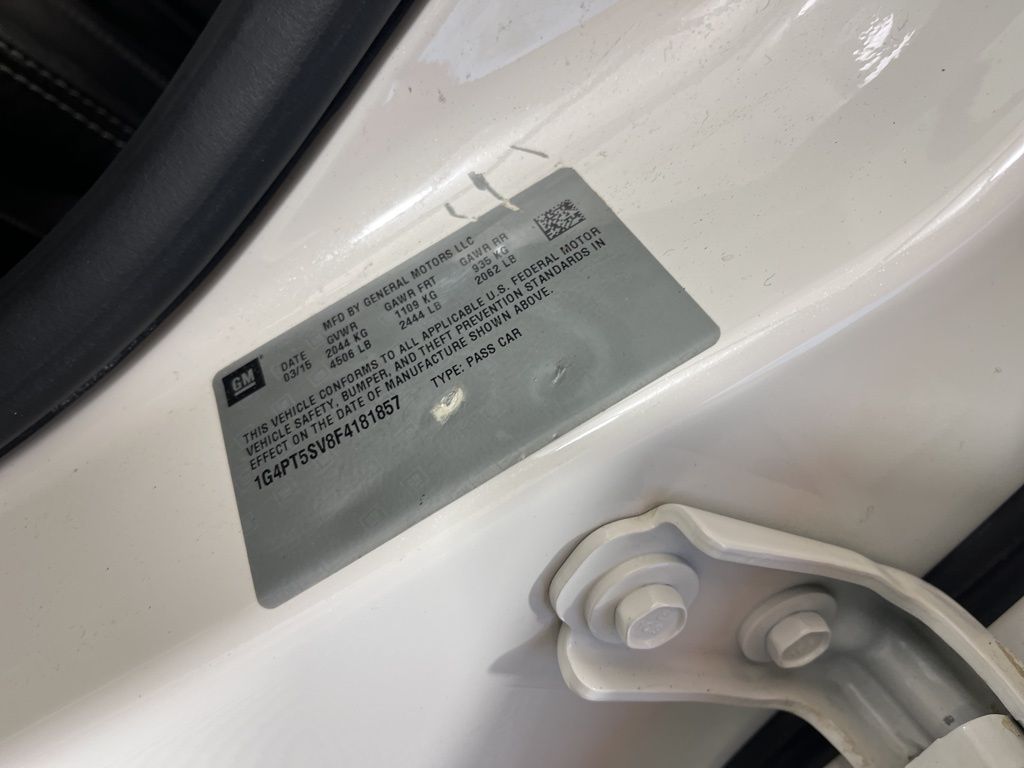 GM
MFD BY GENERAL MOTORS LLC
DATE GVWR GAWR FRT GAWR RR
03/15 2044 KG 1109 KG 935 KG
4506 LB 2444 LB 2062 LB
THIS VEHICLE CONFORMS TO ALL APPLICABLE U.S. FEDERAL MOTOR
VEHICLE SAFETY, BUMPER, AND THEFT PREVENTION STANDARDS IN
EFFECT ON THE DATE OF MANUFACTURE SHOWN ABOVE.
1G4PT5SV8F4181857 TYPE: PASS CAR